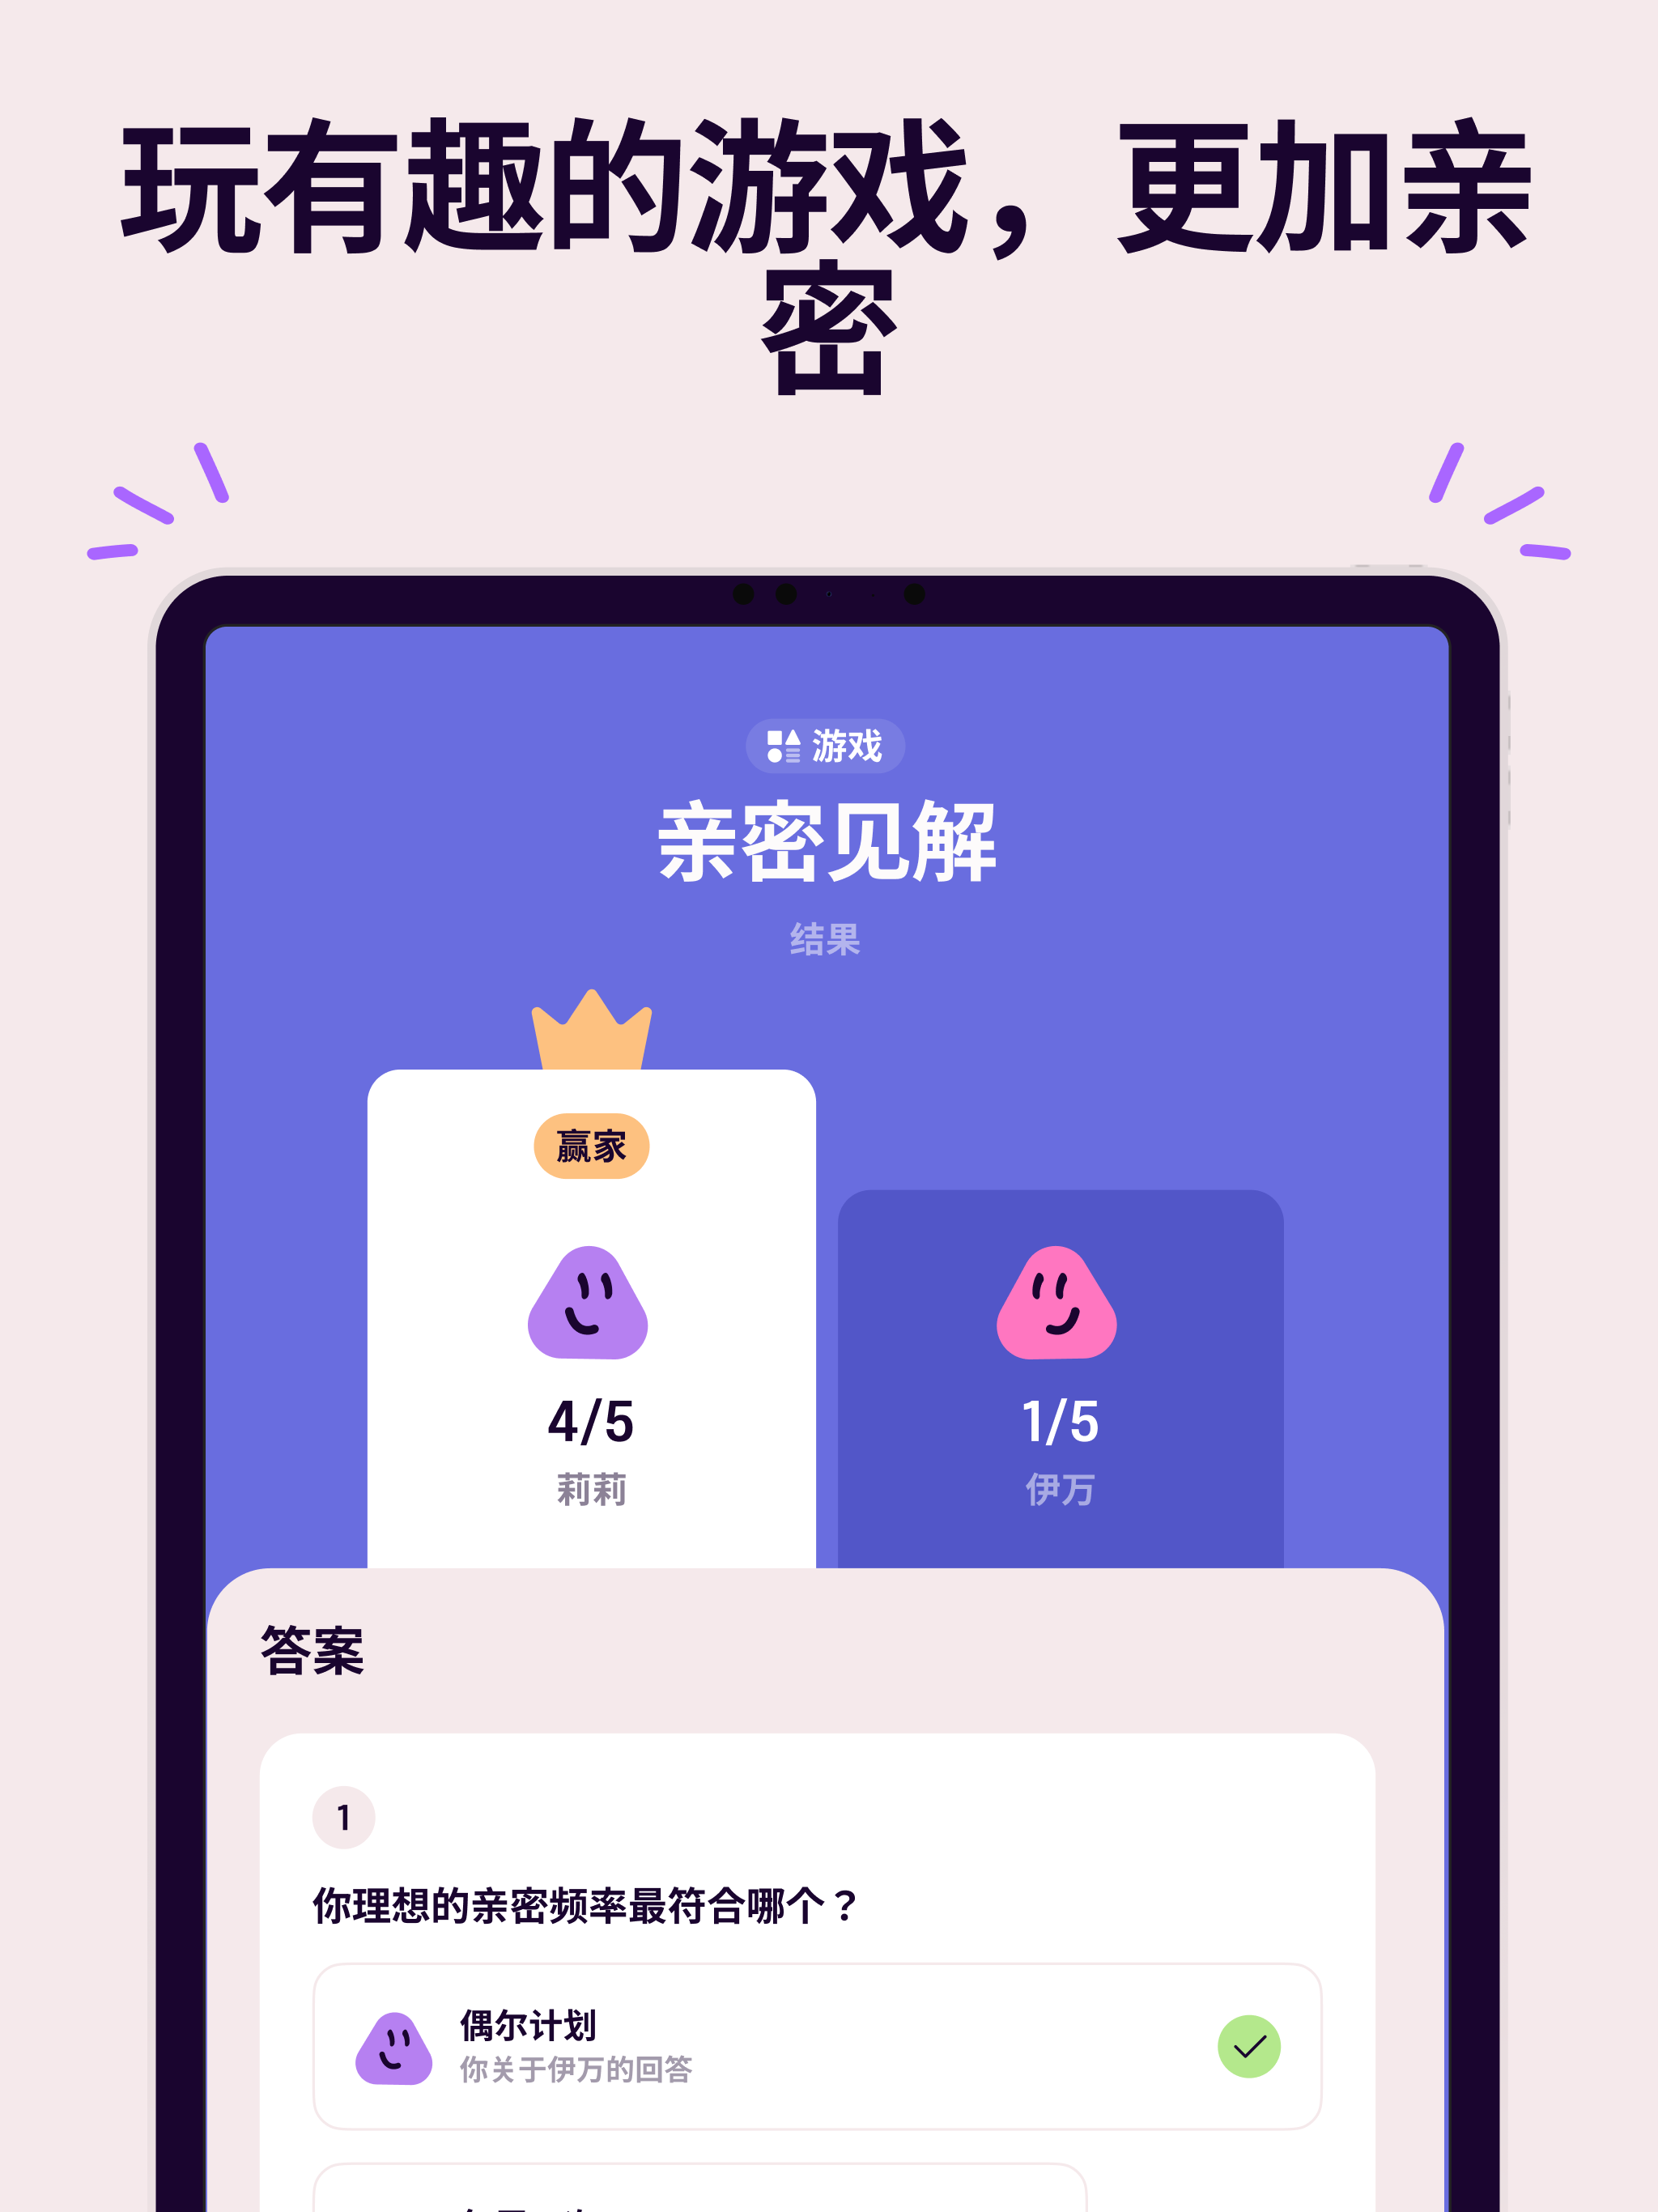 玩有趣的游戏，更加亲
密
游戏
亲密见解
结果
赢家
4/5
莉莉
1/5
伊万
答案
1
你理想的亲密频率最符合哪个？
偶尔计划
你关于伊万的回答